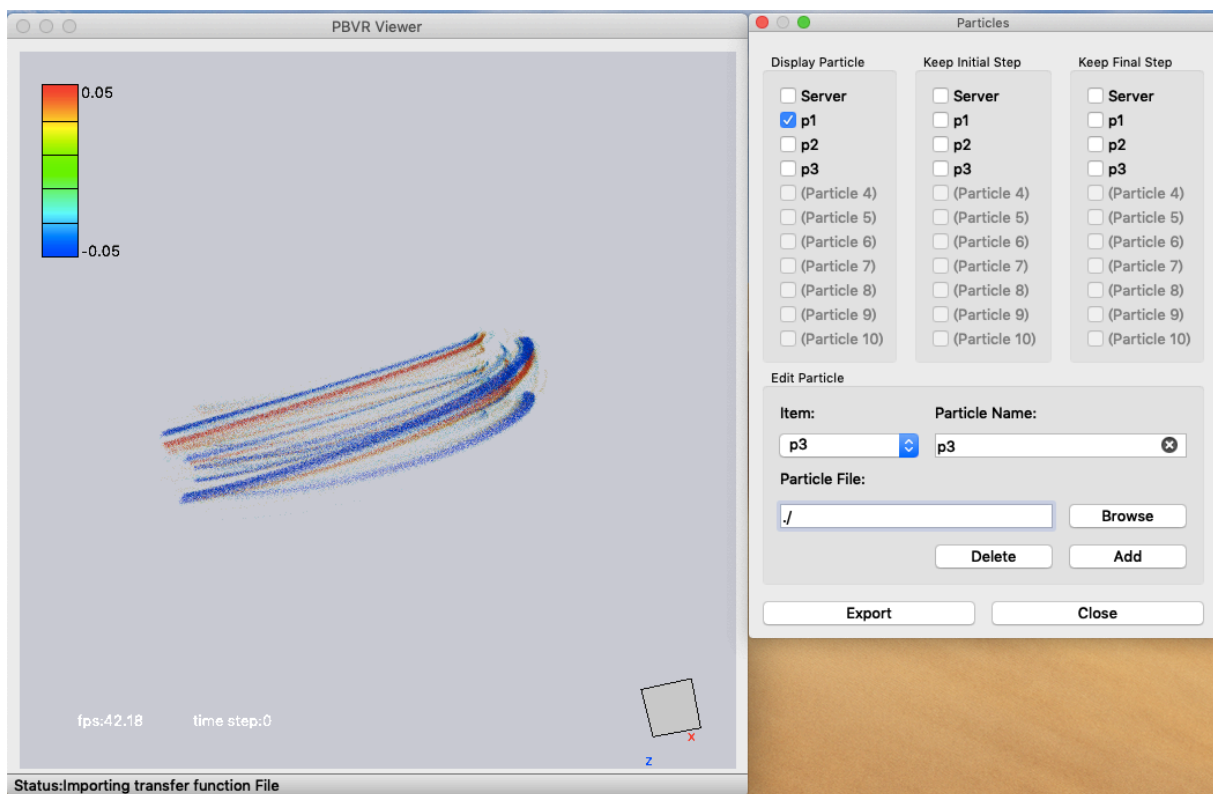 PBVR Viewer
0.05
-0.05
fps:42.18 time step:0
X
Z
Status:Importing transfer function File
Particles
Display Particle Keep Initial Step Keep Final Step
Server Server Server
p1 p1 p1
p2 p2 p2
p3 p3 p3
(Particle 4) (Particle 4) (Particle 4)
(Particle 5) (Particle 5) (Particle 5)
(Particle 6) (Particle 6) (Particle 6)
(Particle 7) (Particle 7) (Particle 7)
(Particle 8) (Particle 8) (Particle 8)
(Particle 9) (Particle 9) (Particle 9)
(Particle 10) (Particle 10) (Particle 10)
Edit Particle
Item: Particle Name:
p3 p3
Particle File:
./ Browse
Delete Add
Export Close